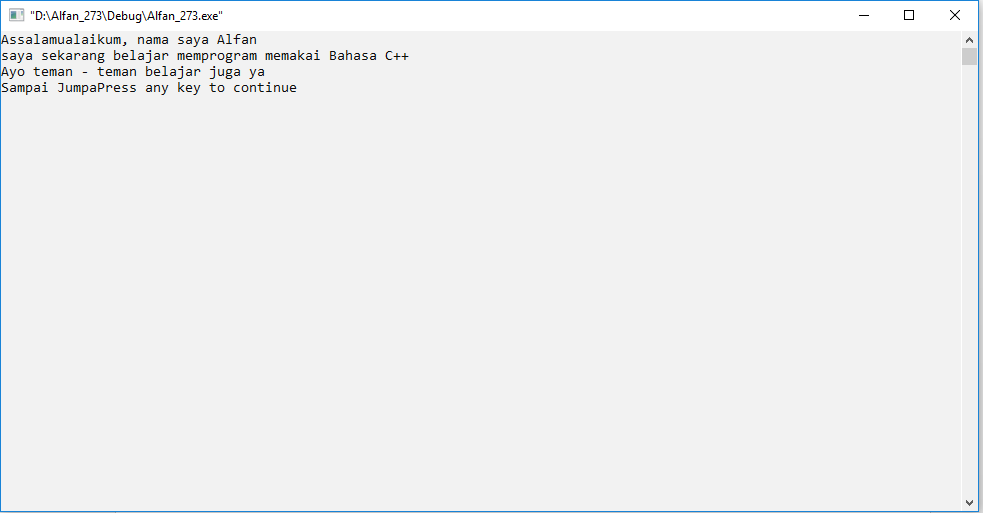 "D:\Alfan_273\Debug\Alfan_273.exe"
Assalamualaikum, nama saya Alfan
saya sekarang belajar memprogram memakai Bahasa C++
Ayo teman - teman belajar juga ya
Sampai JumpaPress any key to continue